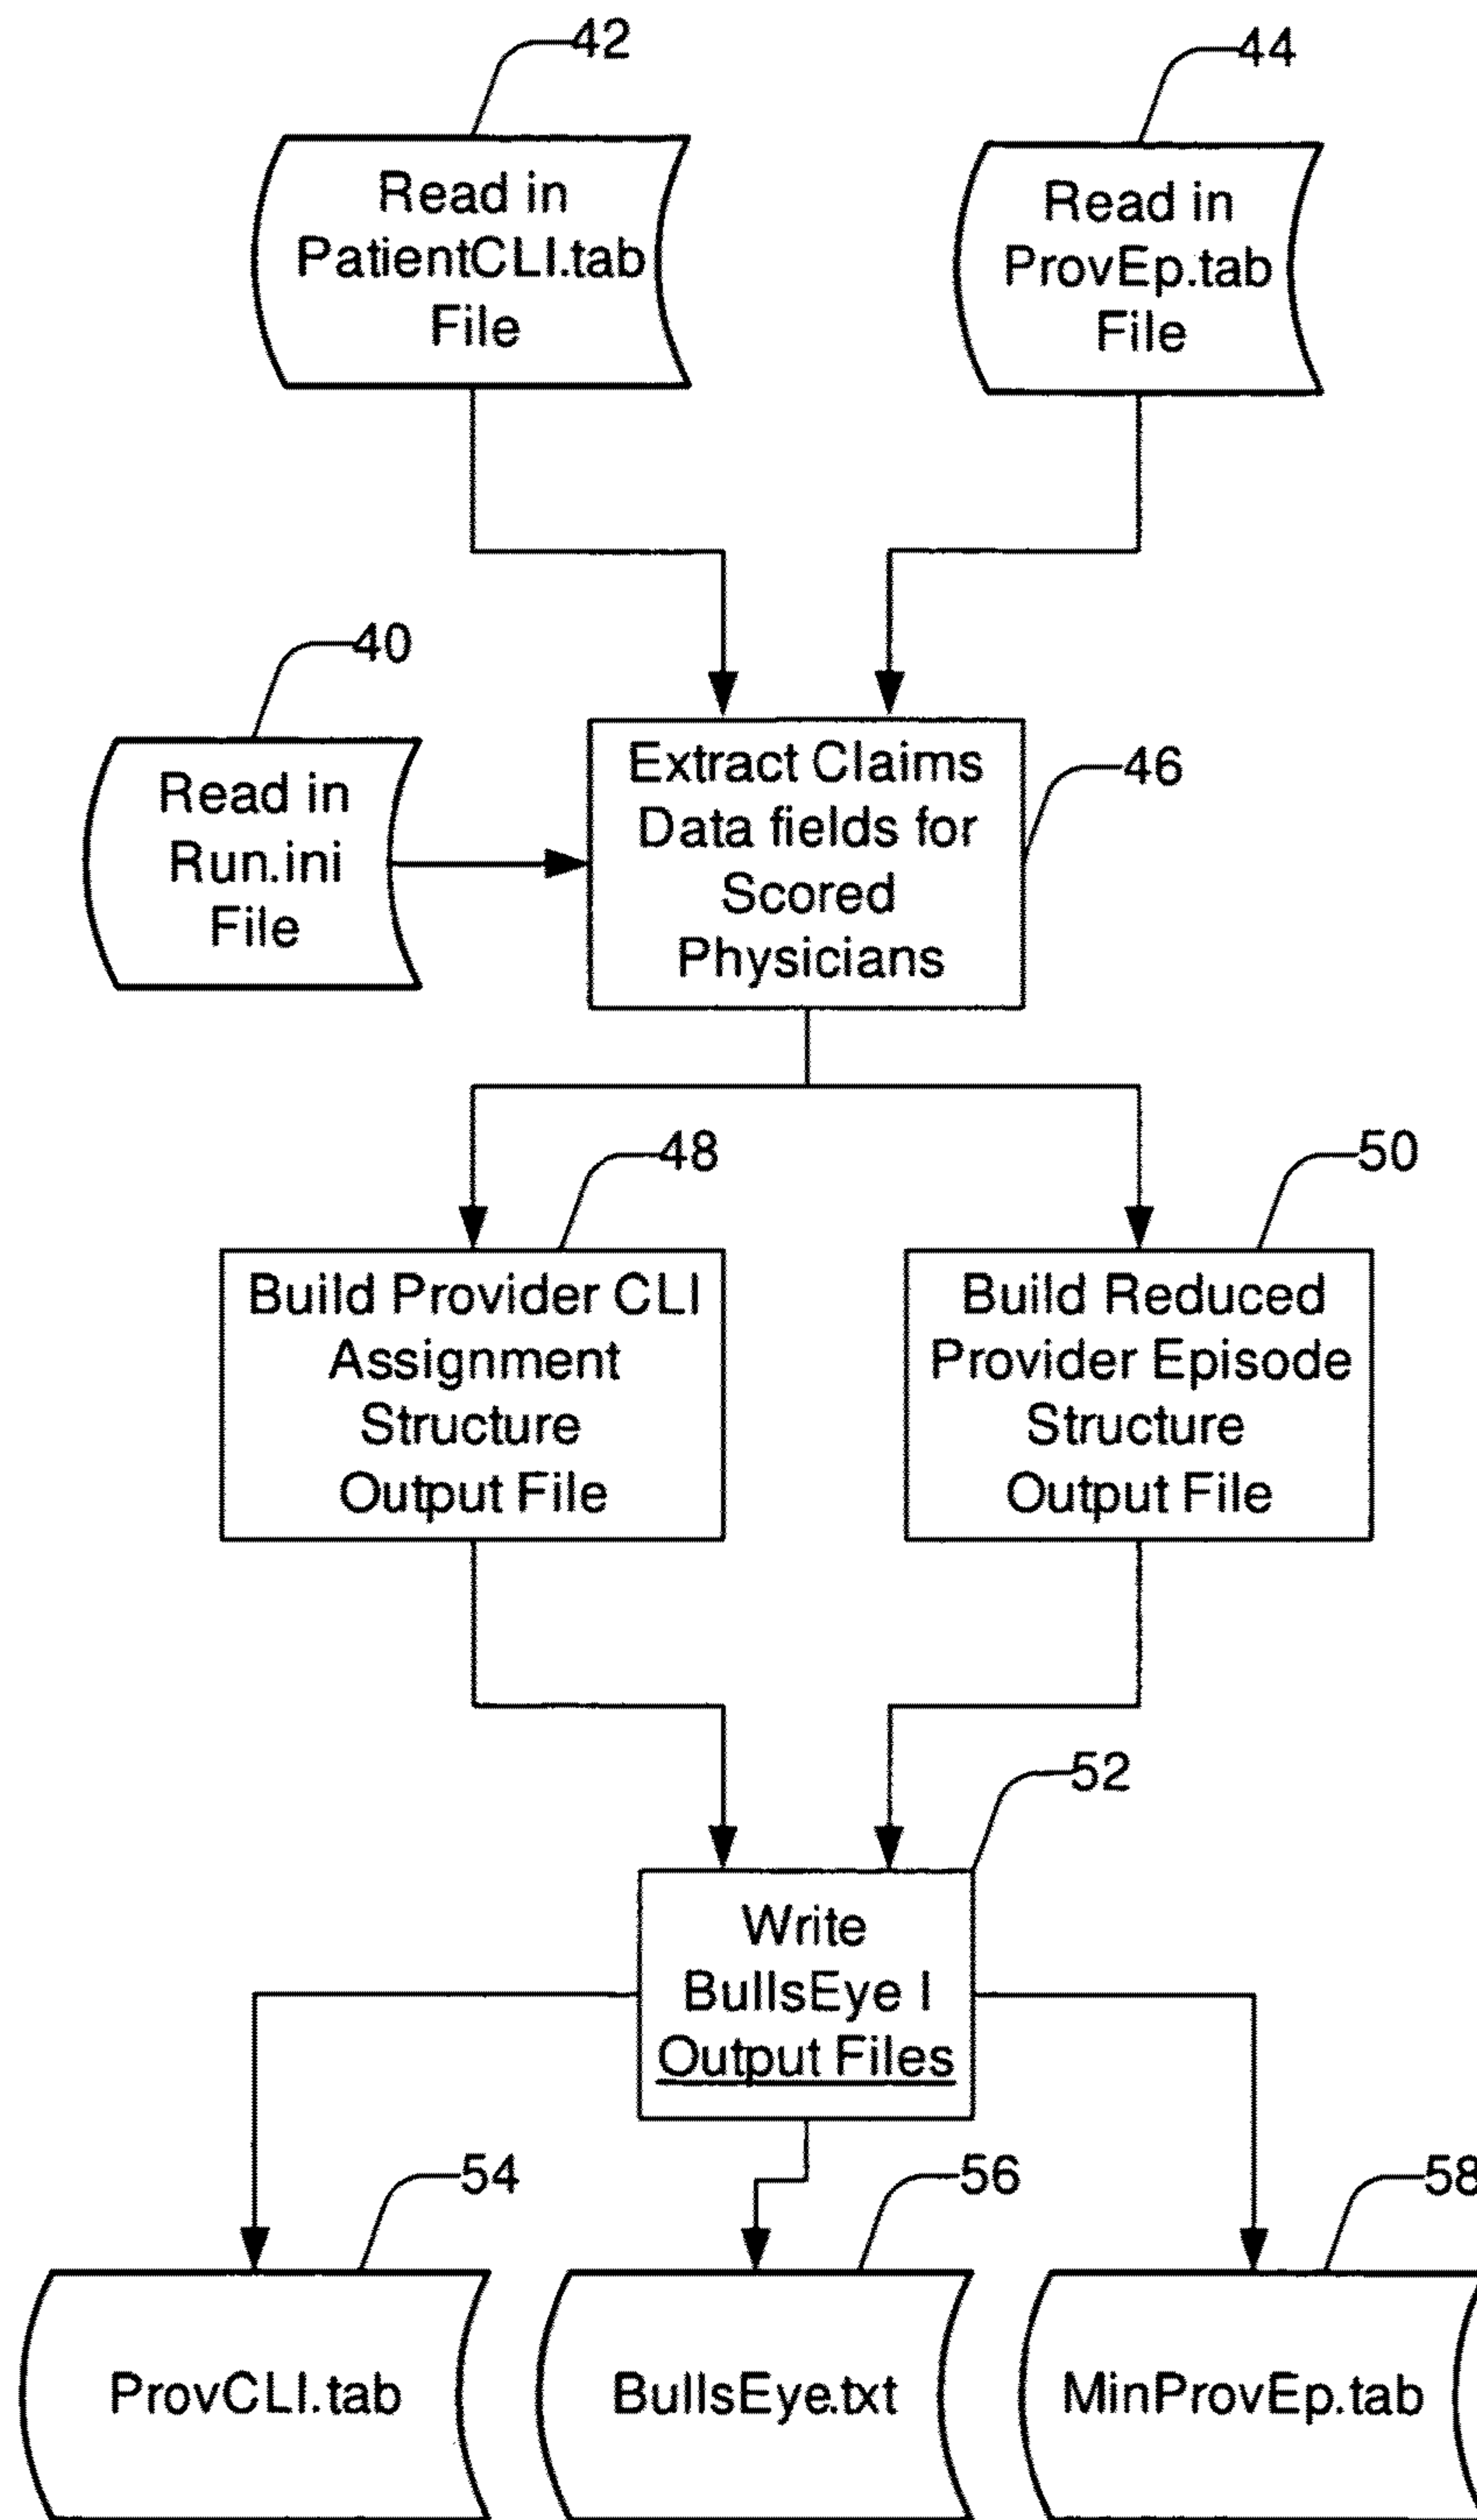 42
44
Read in
PatientCLI.tab
File
Read in
ProvEp.tab
File
40
Read in
Run.ini
File
Extract Claims
Data fields for
Scored
Physicians
46
48
50
Build Provider CLI
Assignment
Structure
Output File
Build Reduced
Provider Episode
Structure
Output File
52
Write
BullsEye I
Output Files
54
56
58
ProvCLI.tab
BullsEye.txt
MinProvEp.tab